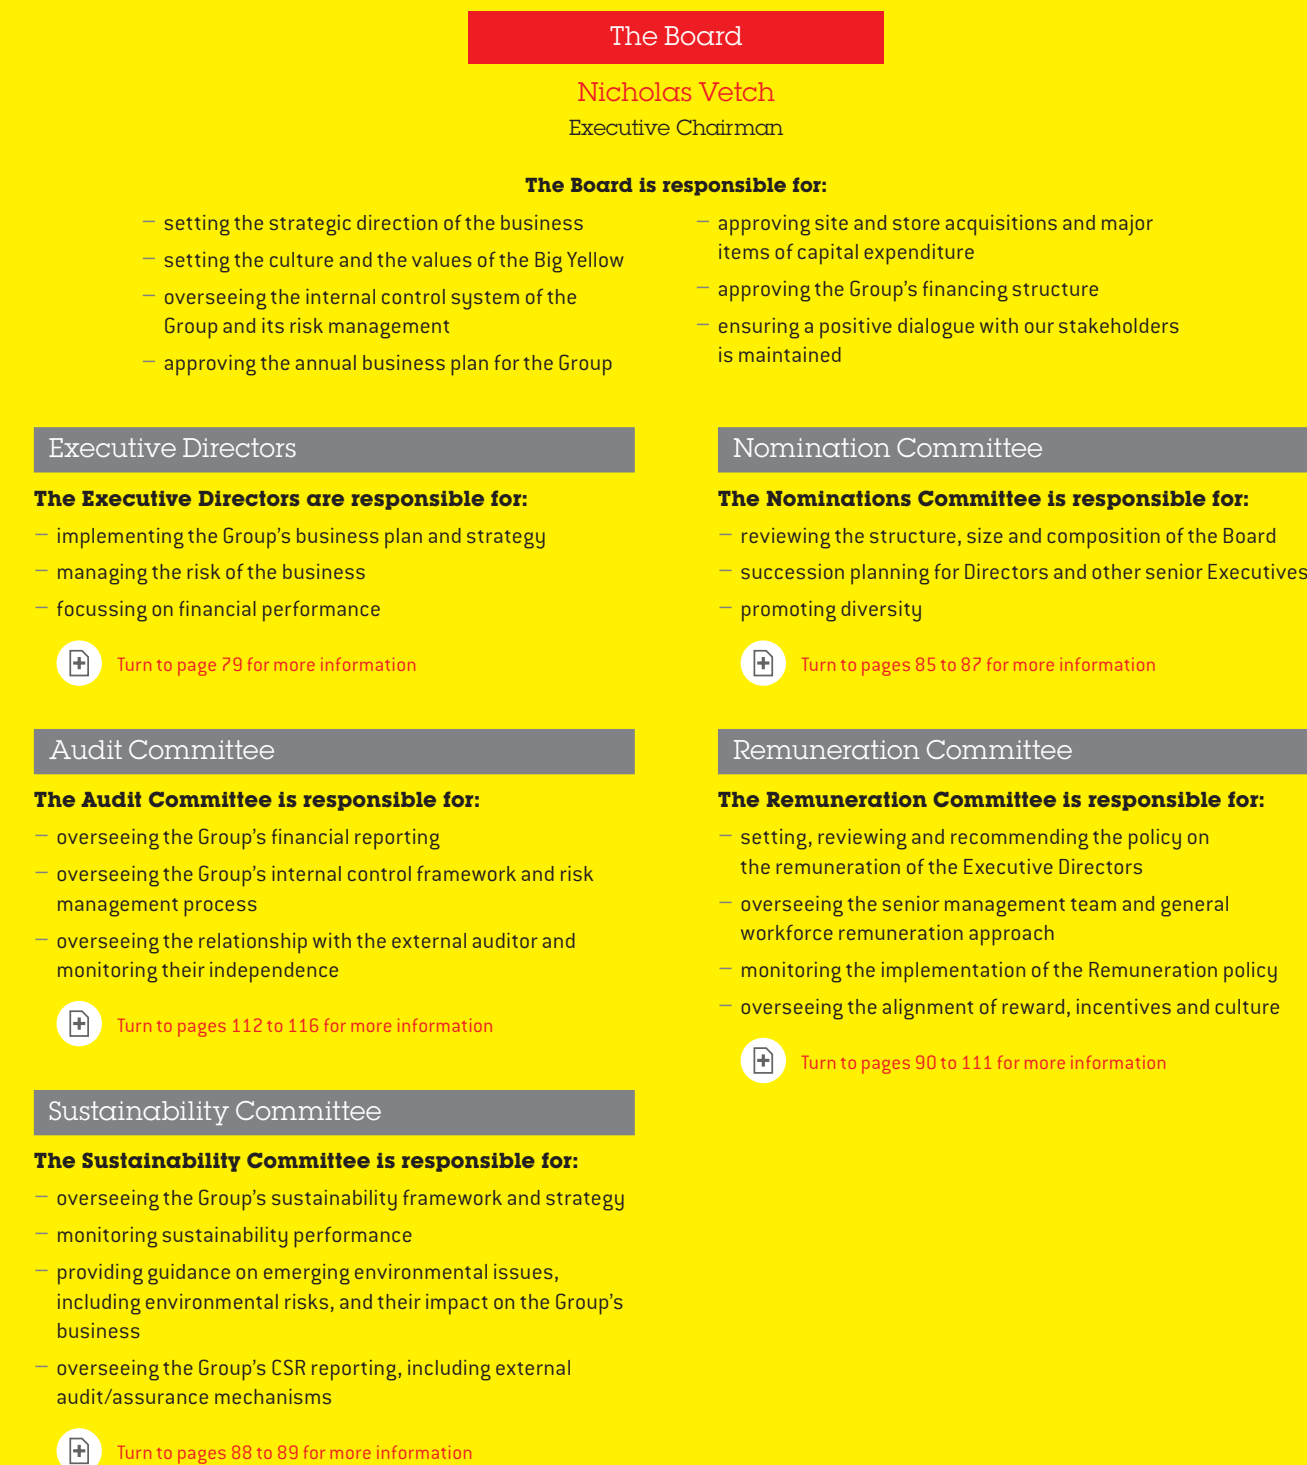 The Board
Nicholas Vetch
Executive Chairman
The Board is responsible for:
– setting the strategic direction of the business
– setting the culture and the values of the Big Yellow
– overseeing the internal control system of the
Group and its risk management
– approving the annual business plan for the Group
– approving site and store acquisitions and major
items of capital expenditure
– approving the Group’s financing structure
– ensuring a positive dialogue with our stakeholders
is maintained
Executive Directors
The Executive Directors are responsible for:
– implementing the Group’s business plan and strategy
– managing the risk of the business
– focussing on financial performance
Turn to page 79 for more information
Nomination Committee
The Nominations Committee is responsible for:
– reviewing the structure, size and composition of the Board
– succession planning for Directors and other senior Executives
– promoting diversity
Turn to pages 85 to 87 for more information
Audit Committee
The Audit Committee is responsible for:
– overseeing the Group’s financial reporting
– overseeing the Group’s internal control framework and risk
management process
– overseeing the relationship with the external auditor and
monitoring their independence
Turn to pages 112 to 116 for more information
Remuneration Committee
The Remuneration Committee is responsible for:
– setting, reviewing and recommending the policy on
the remuneration of the Executive Directors
– overseeing the senior management team and general
workforce remuneration approach
– monitoring the implementation of the Remuneration policy
– overseeing the alignment of reward, incentives and culture
Turn to pages 90 to 111 for more information
Sustainability Committee
The Sustainability Committee is responsible for:
– overseeing the Group’s sustainability framework and strategy
– monitoring sustainability performance
– providing guidance on emerging environmental issues,
including environmental risks, and their impact on the Group’s
business
– overseeing the Group’s CSR reporting, including external
audit/assurance mechanisms
Turn to pages 88 to 89 for more information